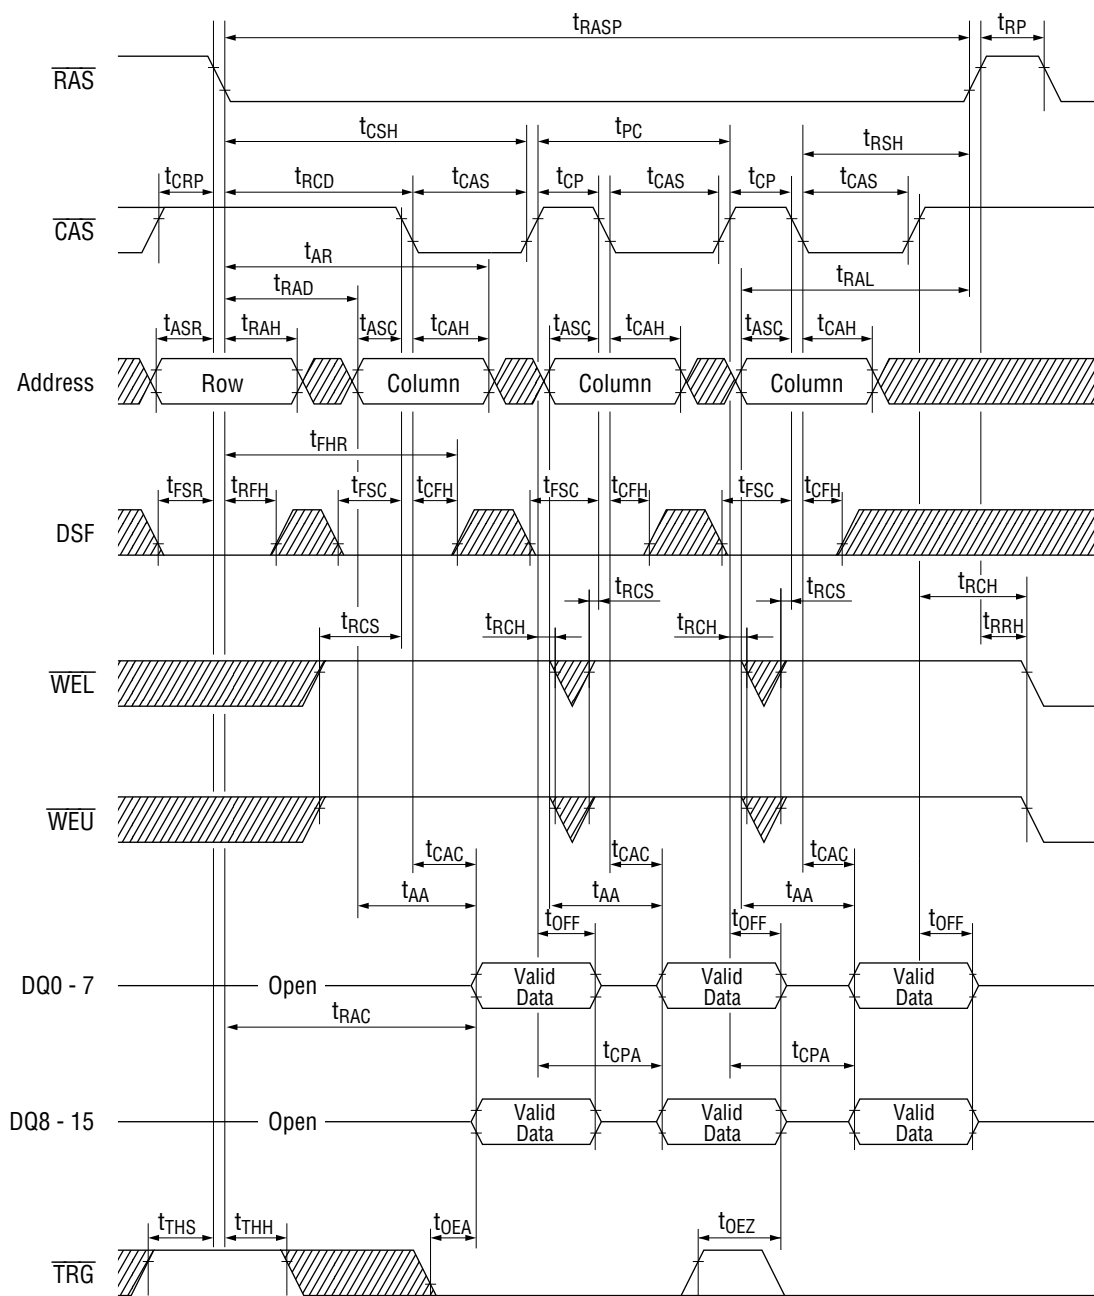 tRASP tRP
RAS
tCSH tPC tRSH
tCRP tRCD tCAS tCP tCAS tCP tCAS
CAS
tAR
tRAD tRAL
tASR tRAH tASC tCAH tASC tCAH tASC tCAH
Address Row Column Column Column
tFHR
tFSR tRFH tFSC tCFH tFSC tCFH tFSC tCFH
DSF
tRCS tRCS tRCH
tRCS tRCH tRCH tRRH
WEL
WEU
tCAC tCAC tCAC
tAA tAA tAA
tOFF tOFF tOFF
DQ0 - 7 Open Valid Data Valid Data Valid Data
tRAC
tCPA tCPA
DQ8 - 15 Open Valid Data Valid Data Valid Data
tTHS tTHH tOEA tOEZ
TRG